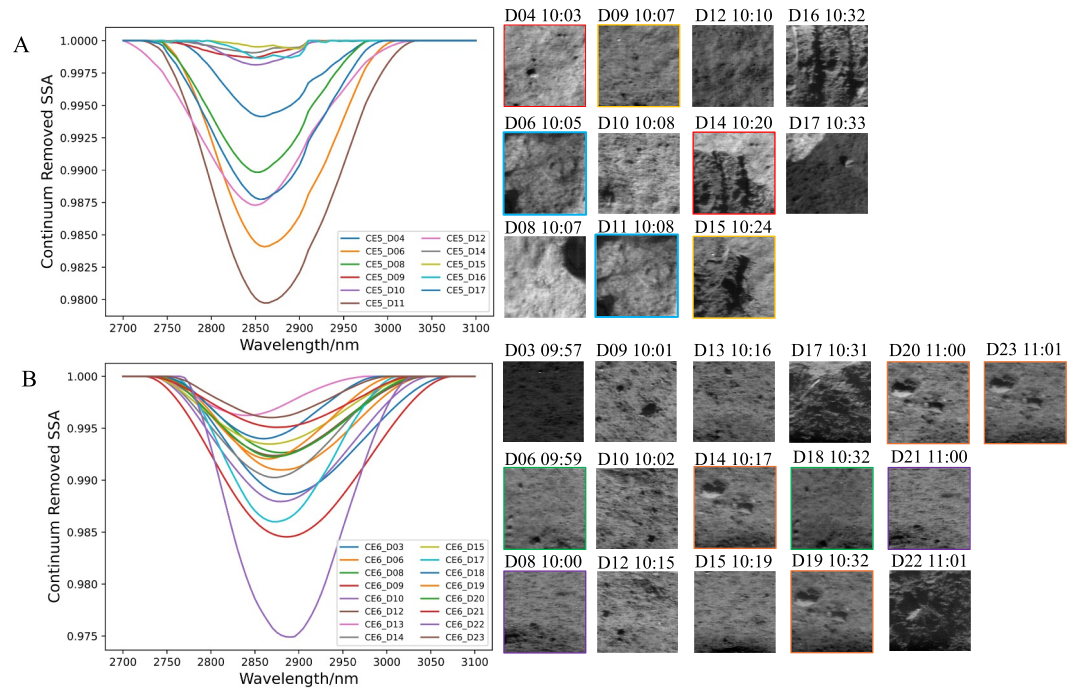 A
Continuum Removed SSA
1.0000
0.9975
0.9950
0.9925
0.9900
0.9875
0.9850
0.9825
0.9800
2700 2750 2800 2850 2900 2950 3000 3050 3100
Wavelength/nm
CE5_D04 CE5_D12
CE5_D06 CE5_D14
CE5_D08 CE5_D15
CE5_D09 CE5_D16
CE5_D10 CE5_D17
CE5_D11
D04 10:03 D09 10:07 D12 10:10 D16 10:32
D06 10:05 D10 10:08 D14 10:20 D17 10:33
D08 10:07 D11 10:08 D15 10:24
B
Continuum Removed SSA
1.000
0.995
0.990
0.985
0.980
0.975
2700 2750 2800 2850 2900 2950 3000 3050 3100
Wavelength/nm
CE6_D03 CE6_D15
CE6_D06 CE6_D17
CE6_D08 CE6_D18
CE6_D09 CE6_D19
CE6_D10 CE6_D20
CE6_D12 CE6_D21
CE6_D13 CE6_D22
CE6_D14 CE6_D23
D03 09:57 D09 10:01 D13 10:16 D17 10:31 D20 11:00 D23 11:01
D06 09:59 D10 10:02 D14 10:17 D18 10:32 D21 11:00
D08 10:00 D12 10:15 D15 10:19 D19 10:32 D22 11:01